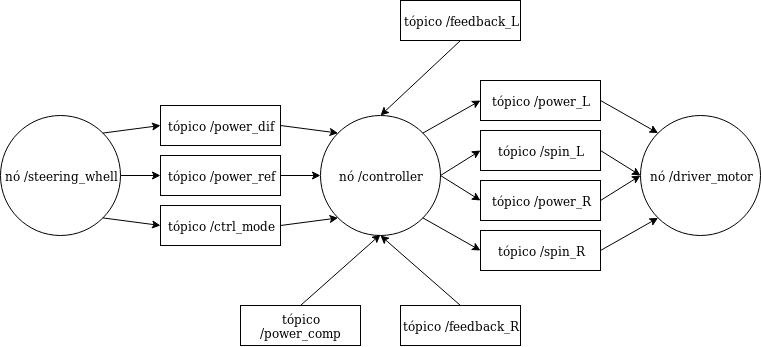 tópico /feedback_L
tópico /power_dif
tópico /power_L
tópico /spin_L
nó /steering_whell
tópico /power_ref
nó /controller
nó /driver_motor
tópico /power_R
tópico /ctrl_mode
tópico /spin_R
tópico
/power_comp
tópico /feedback_R